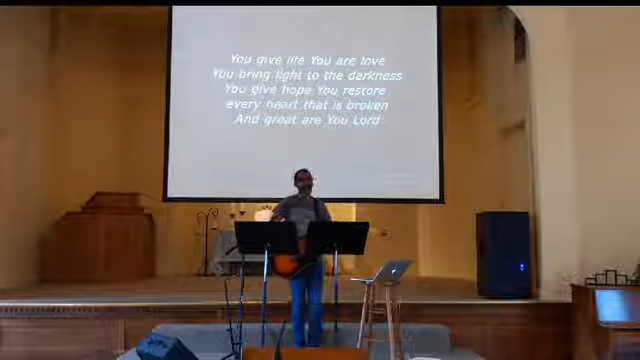 You give life You are love
You bring light to the darkness
You give hope You restore
every heart that is broken
And great are You Lord